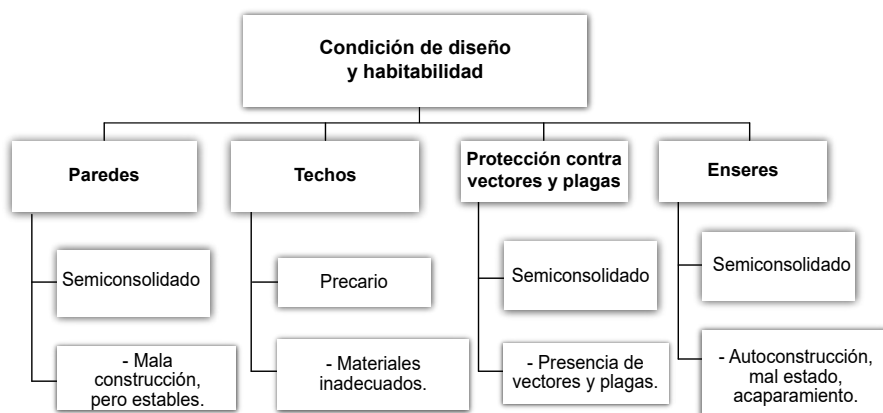 Condición de diseño
y habitabilidad
Paredes
Techos
Protección contra
vectores y plagas
Enseres
Semiconsolidado
Precario
Semiconsolidado
Semiconsolidado
- Mala
construcción,
pero estables.
- Materiales
inadecuados.
- Presencia de
vectores y plagas.
- Autoconstrucción,
mal estado,
acaparamiento.